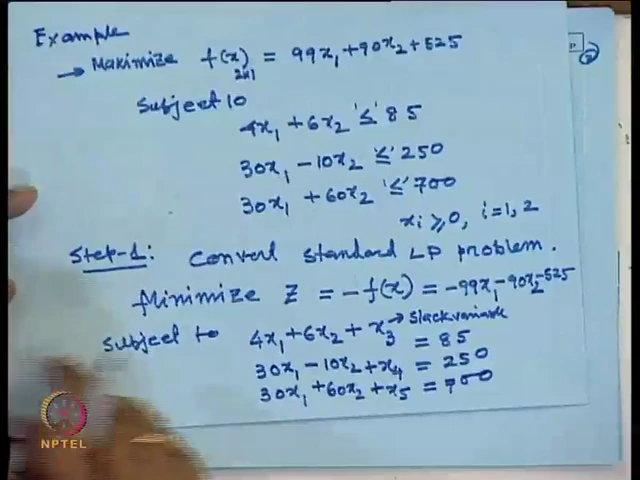 Example
→ Maximize f(x) = 99x₁ + 90x₂ + 525
2x1
Subject to
4x₁ + 6x₂ '≤' 85
30x₁ - 10x₂ '≤' 250
30x₁ + 60x₂ '≤' 700
xᵢ ≥ 0, i = 1, 2
Step-1: Convert standard LP problem.
Minimize Z = -f(x) = -99x₁ - 90x₂ - 525
Subject to 4x₁ + 6x₂ + x₃ → Slack variable = 85
30x₁ - 10x₂ + x₄ = 250
30x₁ + 60x₂ + x₅ = 700
NPTEL